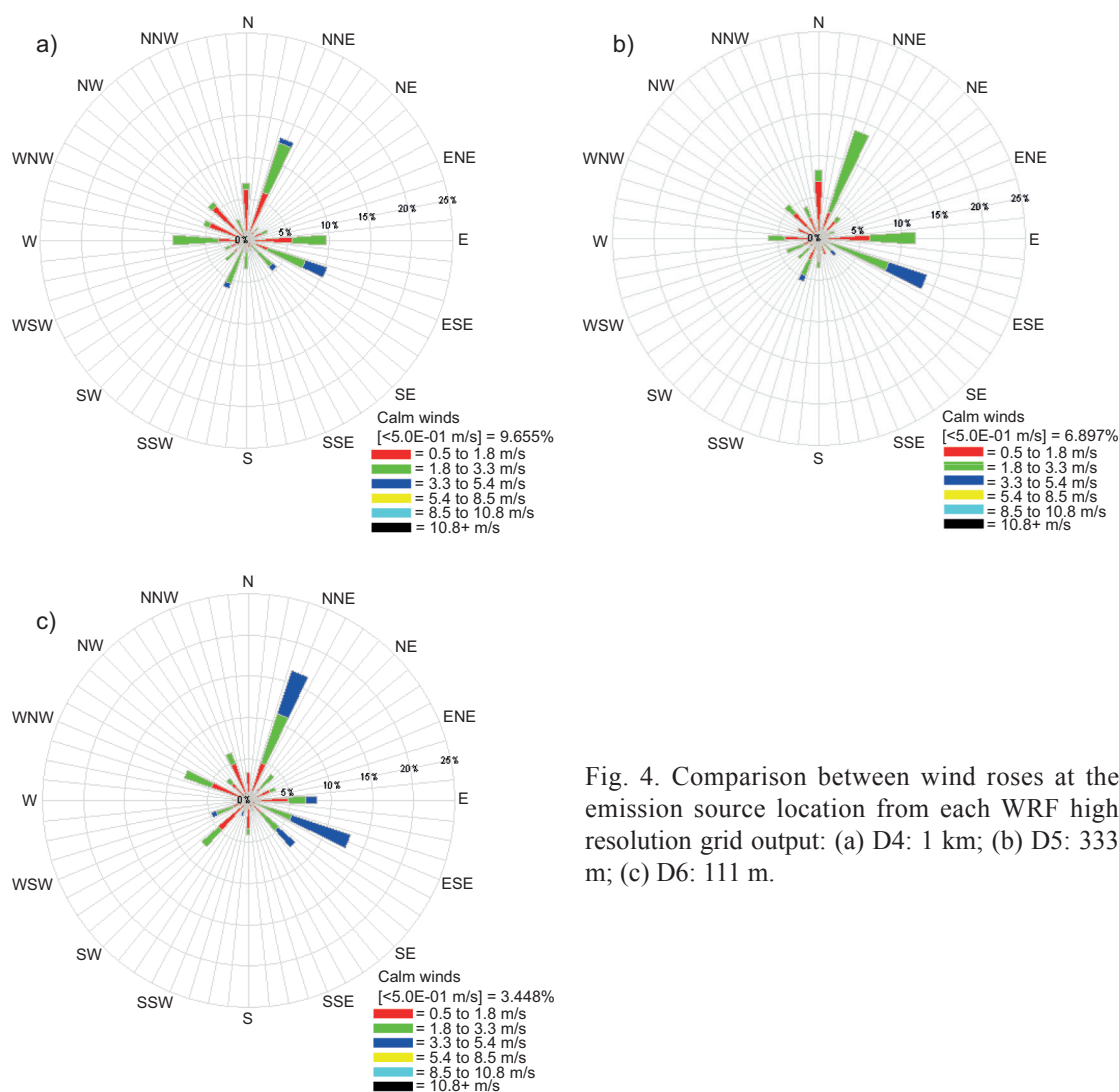 a)
N
NNE
NE
ENE
E
ESE
SE
SSE
S
SSW
SW
WSW
W
WNW
NW
NNW
0%
5%
10%
15%
20%
25%
Calm winds
[<5.0E-01 m/s] = 9.655%
= 0.5 to 1.8 m/s
= 1.8 to 3.3 m/s
= 3.3 to 5.4 m/s
= 5.4 to 8.5 m/s
= 8.5 to 10.8 m/s
= 10.8+ m/s
b)
N
NNE
NE
ENE
E
ESE
SE
SSE
S
SSW
SW
WSW
W
WNW
NW
NNW
0%
5%
10%
15%
20%
25%
Calm winds
[<5.0E-01 m/s] = 6.897%
= 0.5 to 1.8 m/s
= 1.8 to 3.3 m/s
= 3.3 to 5.4 m/s
= 5.4 to 8.5 m/s
= 8.5 to 10.8 m/s
= 10.8+ m/s
c)
N
NNE
NE
ENE
E
ESE
SE
SSE
S
SSW
SW
WSW
W
WNW
NW
NNW
0%
5%
10%
15%
20%
25%
Calm winds
[<5.0E-01 m/s] = 3.448%
= 0.5 to 1.8 m/s
= 1.8 to 3.3 m/s
= 3.3 to 5.4 m/s
= 5.4 to 8.5 m/s
= 8.5 to 10.8 m/s
= 10.8+ m/s
Fig. 4. Comparison between wind roses at the
emission source location from each WRF high
resolution grid output: (a) D4: 1 km; (b) D5: 333
m; (c) D6: 111 m.